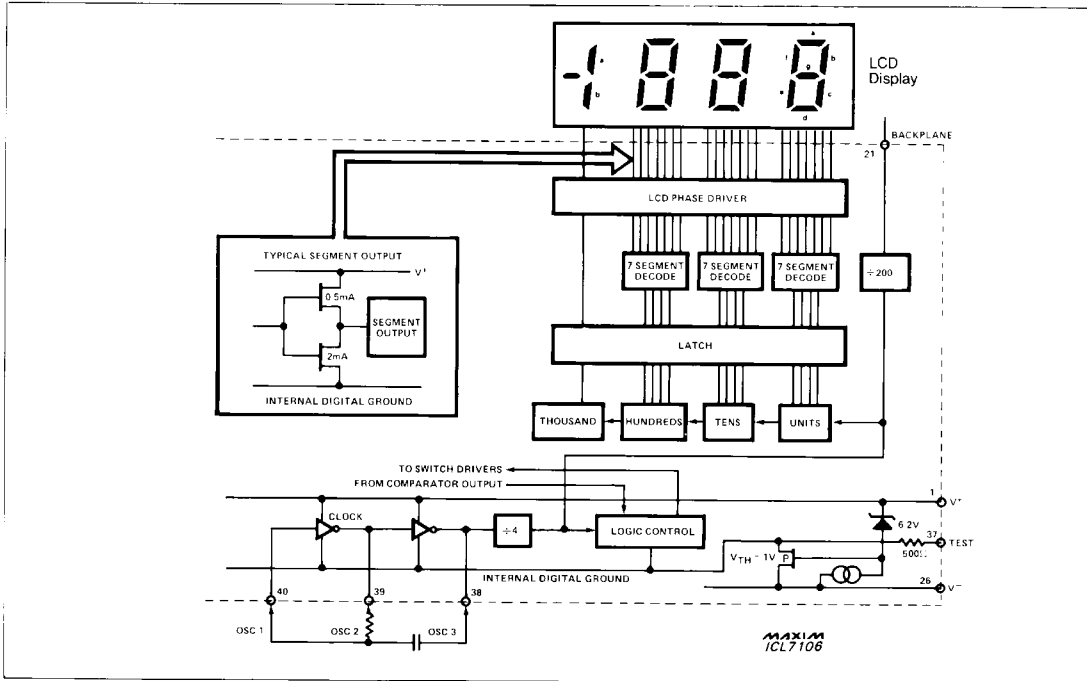 a
b
a
f
b
g
e
c
d
LCD
Display
BACKPLANE
21
LCD PHASE DRIVER
TYPICAL SEGMENT OUTPUT
V+
0.5mA
SEGMENT
OUTPUT
2mA
INTERNAL DIGITAL GROUND
7 SEGMENT
DECODE
7 SEGMENT
DECODE
7 SEGMENT
DECODE
÷200
LATCH
THOUSAND
HUNDREDS
TENS
UNITS
TO SWITCH DRIVERS
FROM COMPARATOR OUTPUT
CLOCK
÷4
LOGIC CONTROL
INTERNAL DIGITAL GROUND
1
V+
6.2V
37
TEST
500Ω
VTH = 1V
P
26
V−
40
39
38
OSC 1
OSC 2
OSC 3
MAXIM
ICL7106